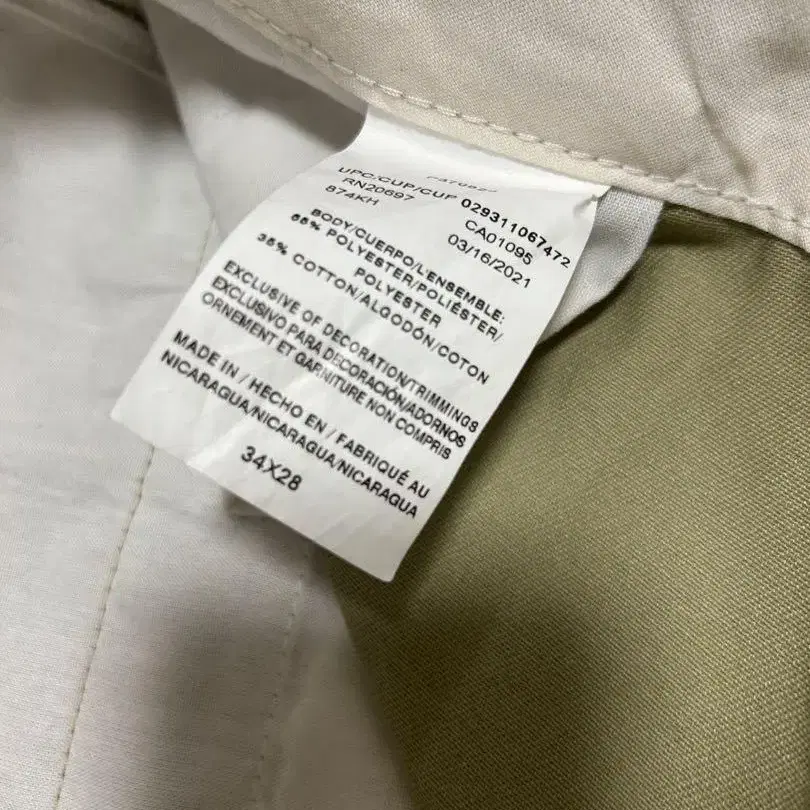 UPC/CUP/CUP 029311067472
RN20697 CA01095
874KH 03/16/2021
BODY/CUERPO/L'ENSEMBLE:
65% POLYESTER/POLIÉSTER/
POLYESTER
35% COTTON/ALGODÓN/COTON
EXCLUSIVE OF DECORATION/TRIMMINGS
EXCLUSIVO PARA DECORACIÓN/ADORNOS
ORNEMENT ET GARNITURE NON COMPRIS
MADE IN / HECHO EN / FABRIQUÉ AU
NICARAGUA/NICARAGUA/NICARAGUA
34X28